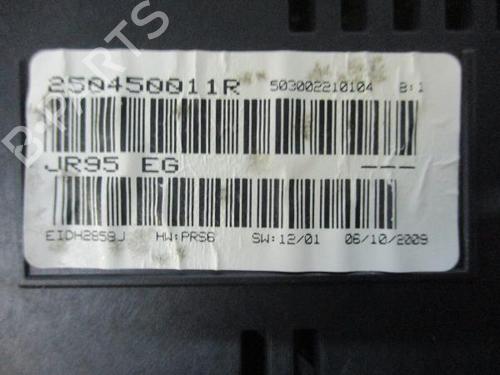 250450011R 503002210104 B:1
JR95 EG ---
EIDH2859J HW:PRS6 SW:12/01 06/10/2009
B-PARTS